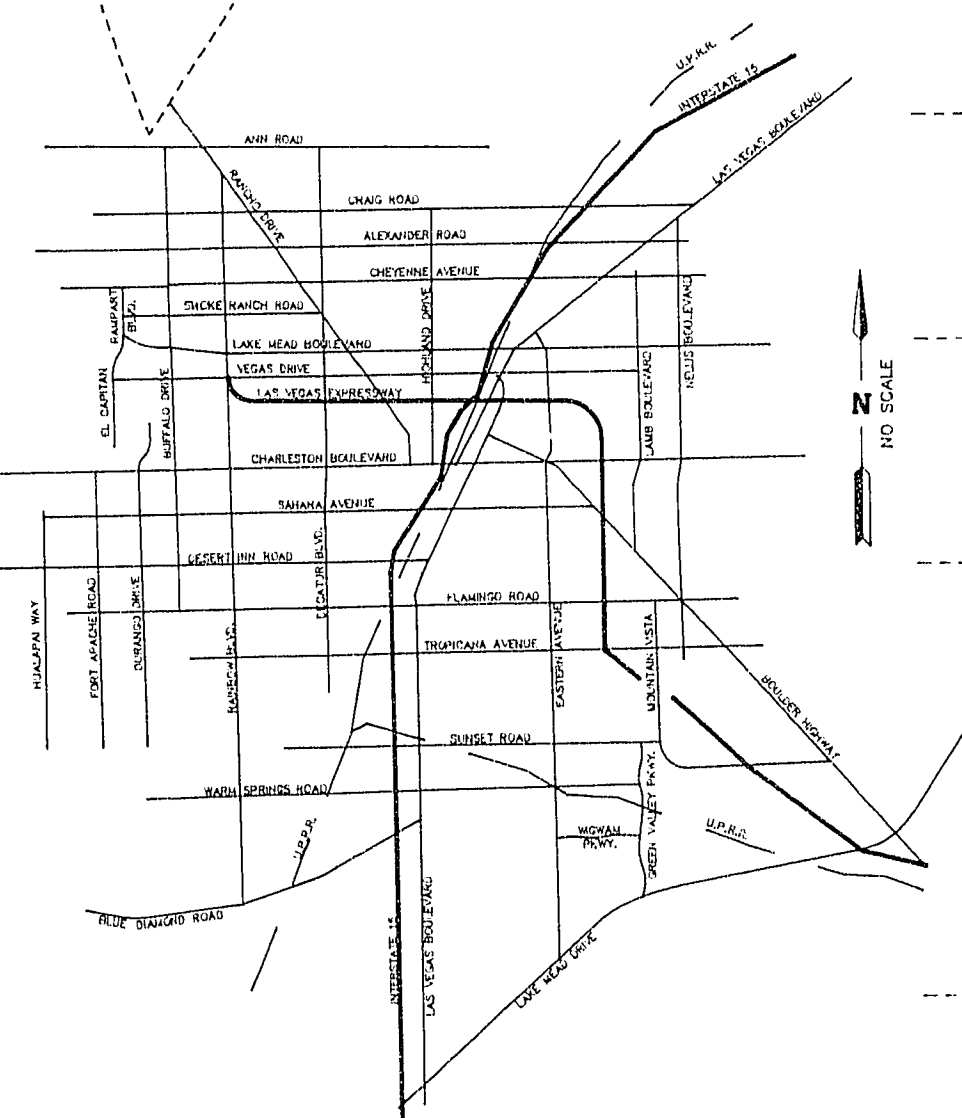 U.P.R.R.
INTERSTATE 15
LAS VEGAS BOULEVARD
ANN ROAD
RANCHO DRIVE
CRAIG ROAD
ALEXANDER ROAD
CHEYENNE AVENUE
RAMPART
BLVD.
SMOKE RANCH ROAD
HIGHLAND DRIVE
NELLIS BOULEVARD
LAKE MEAD BOULEVARD
VEGAS DRIVE
LAS VEGAS EXPRESSWAY
EL CAPITAN
BUFFALO DRIVE
LAMB BOULEVARD
N
NO SCALE
CHARLESTON BOULEVARD
SAHARA AVENUE
DESERT INN ROAD
DECATUR BLVD.
FLAMINGO ROAD
HUALAPAI WAY
FORT APACHE ROAD
DURANGO DRIVE
RAINBOW BLVD.
TROPICANA AVENUE
EASTERN AVENUE
MOUNTAIN VISTA
BOULDER HIGHWAY
SUNSET ROAD
WARM SPRINGS ROAD
GREEN VALLEY PKWY.
U.P.R.R.
WIGWAM
PKWY.
U.P.R.R.
BLUE DIAMOND ROAD
INTERSTATE 15
LAS VEGAS BOULEVARD
LAKE MEAD DRIVE